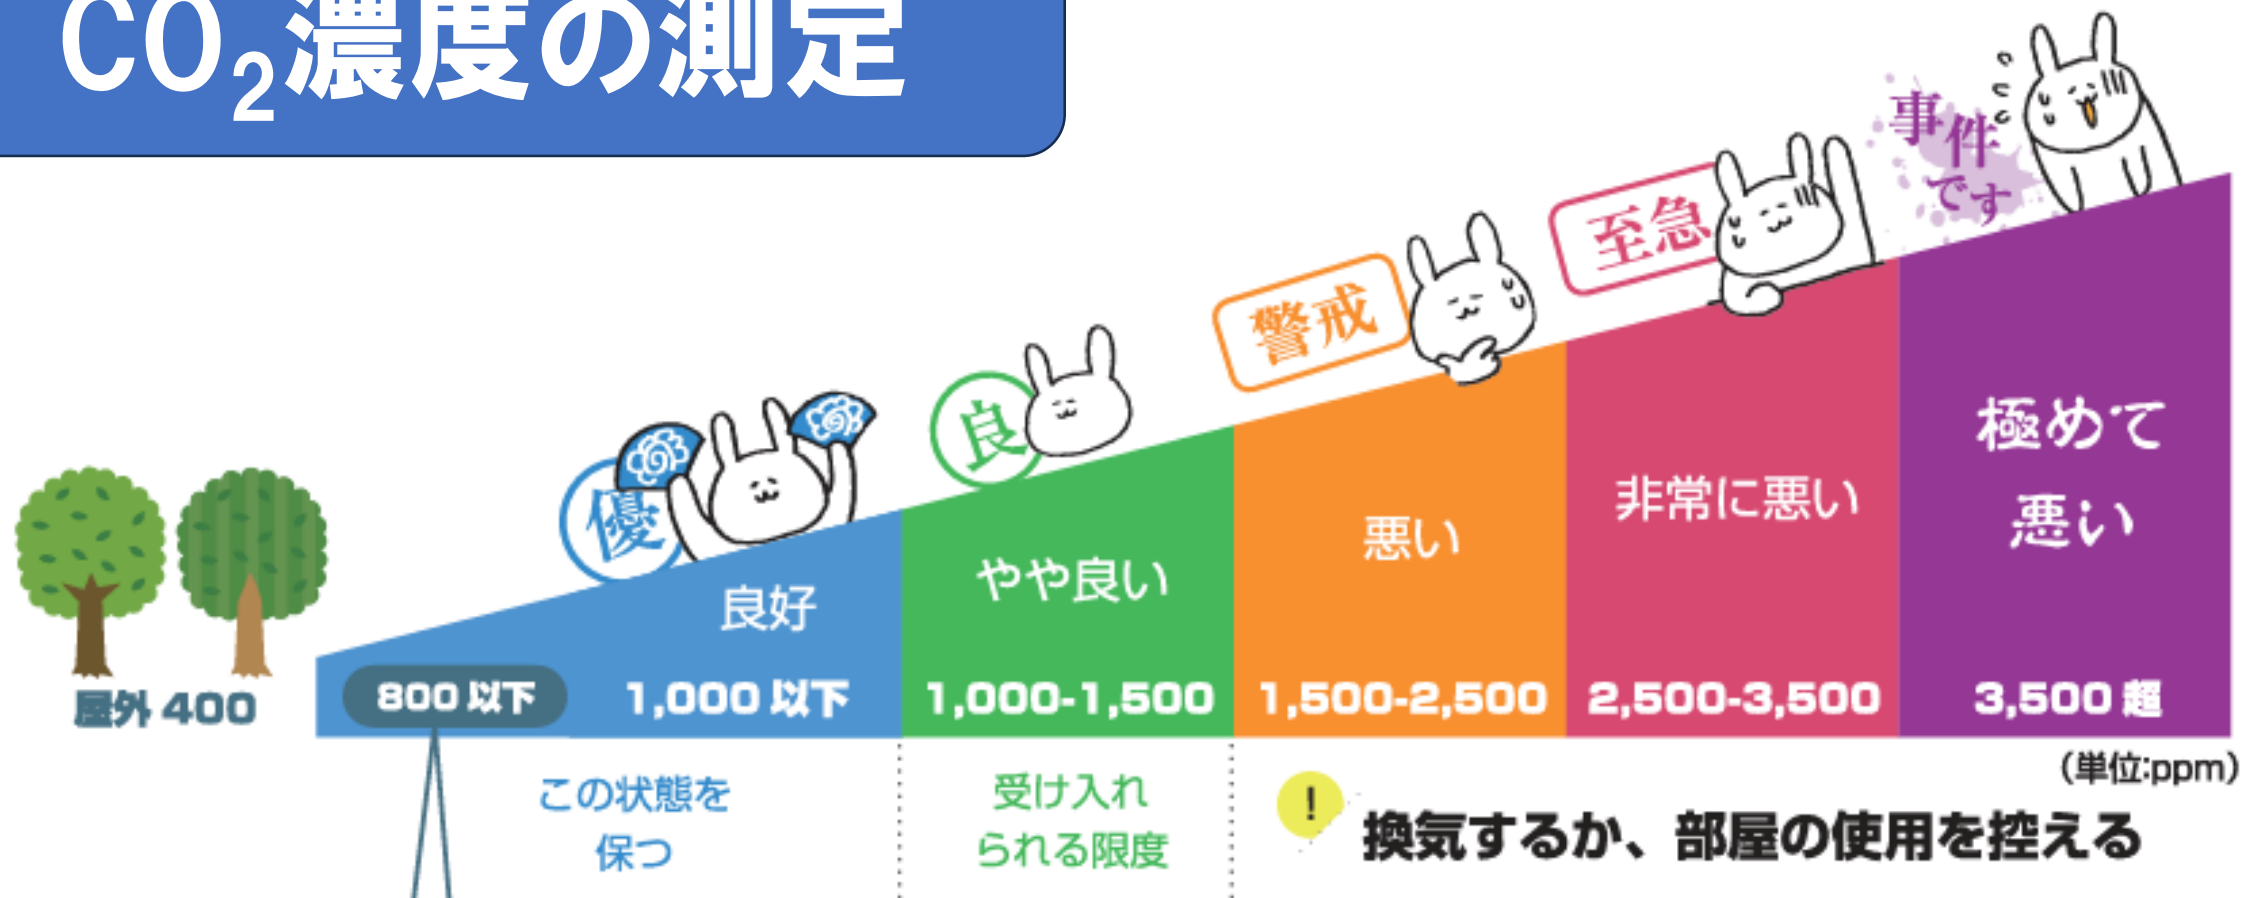 CO₂濃度の測定
事件
です
至急
警戒
良
優
極めて
悪い
非常に悪い
悪い
やや良い
良好
屋外 400
800 以下
1,000 以下
1,000-1,500
1,500-2,500
2,500-3,500
3,500 超
(単位:ppm)
この状態を
保つ
受け入れ
られる限度
!
換気するか、部屋の使用を控える